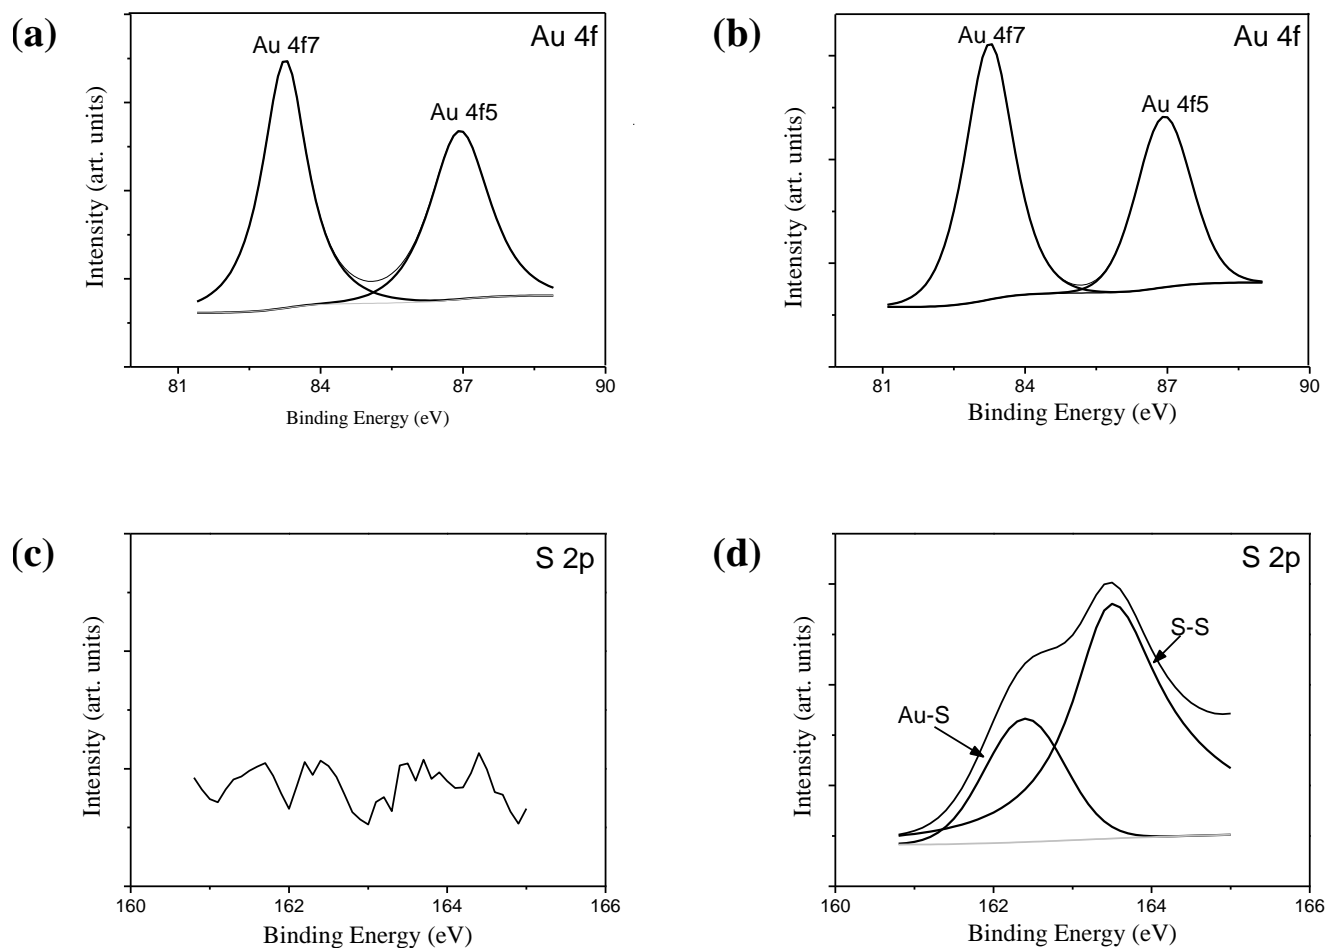 (a)
Au 4f
Au 4f7
Au 4f5
Intensity (art. units)
81 84 87 90
Binding Energy (eV)
(b)
Au 4f
Au 4f7
Au 4f5
Intensity (art. units)
81 84 87 90
Binding Energy (eV)
(c)
S 2p
Intensity (art. units)
160 162 164 166
Binding Energy (eV)
(d)
S 2p
S-S
Au-S
Intensity (art. units)
160 162 164 166
Binding Energy (eV)